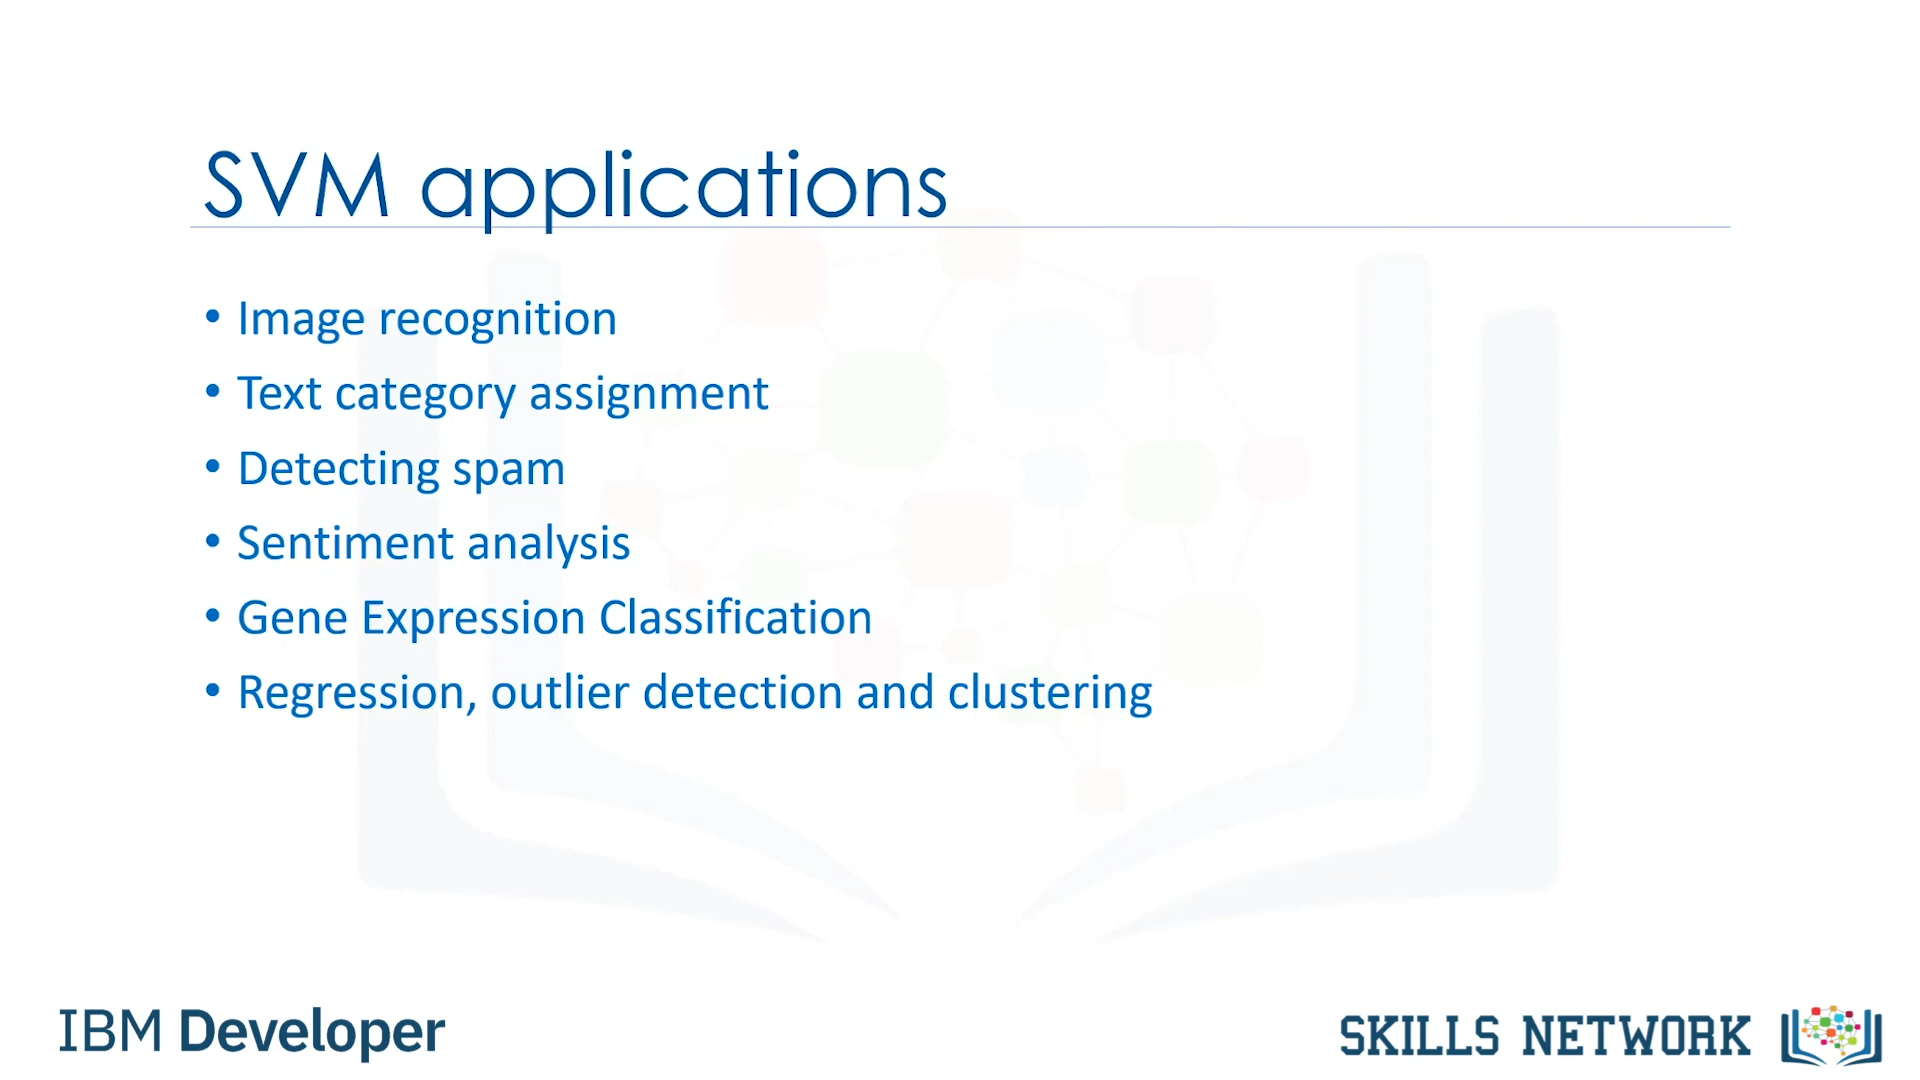 SVM applications
• Image recognition
• Text category assignment
• Detecting spam
• Sentiment analysis
• Gene Expression Classification
• Regression, outlier detection and clustering
IBM Developer
SKILLS NETWORK